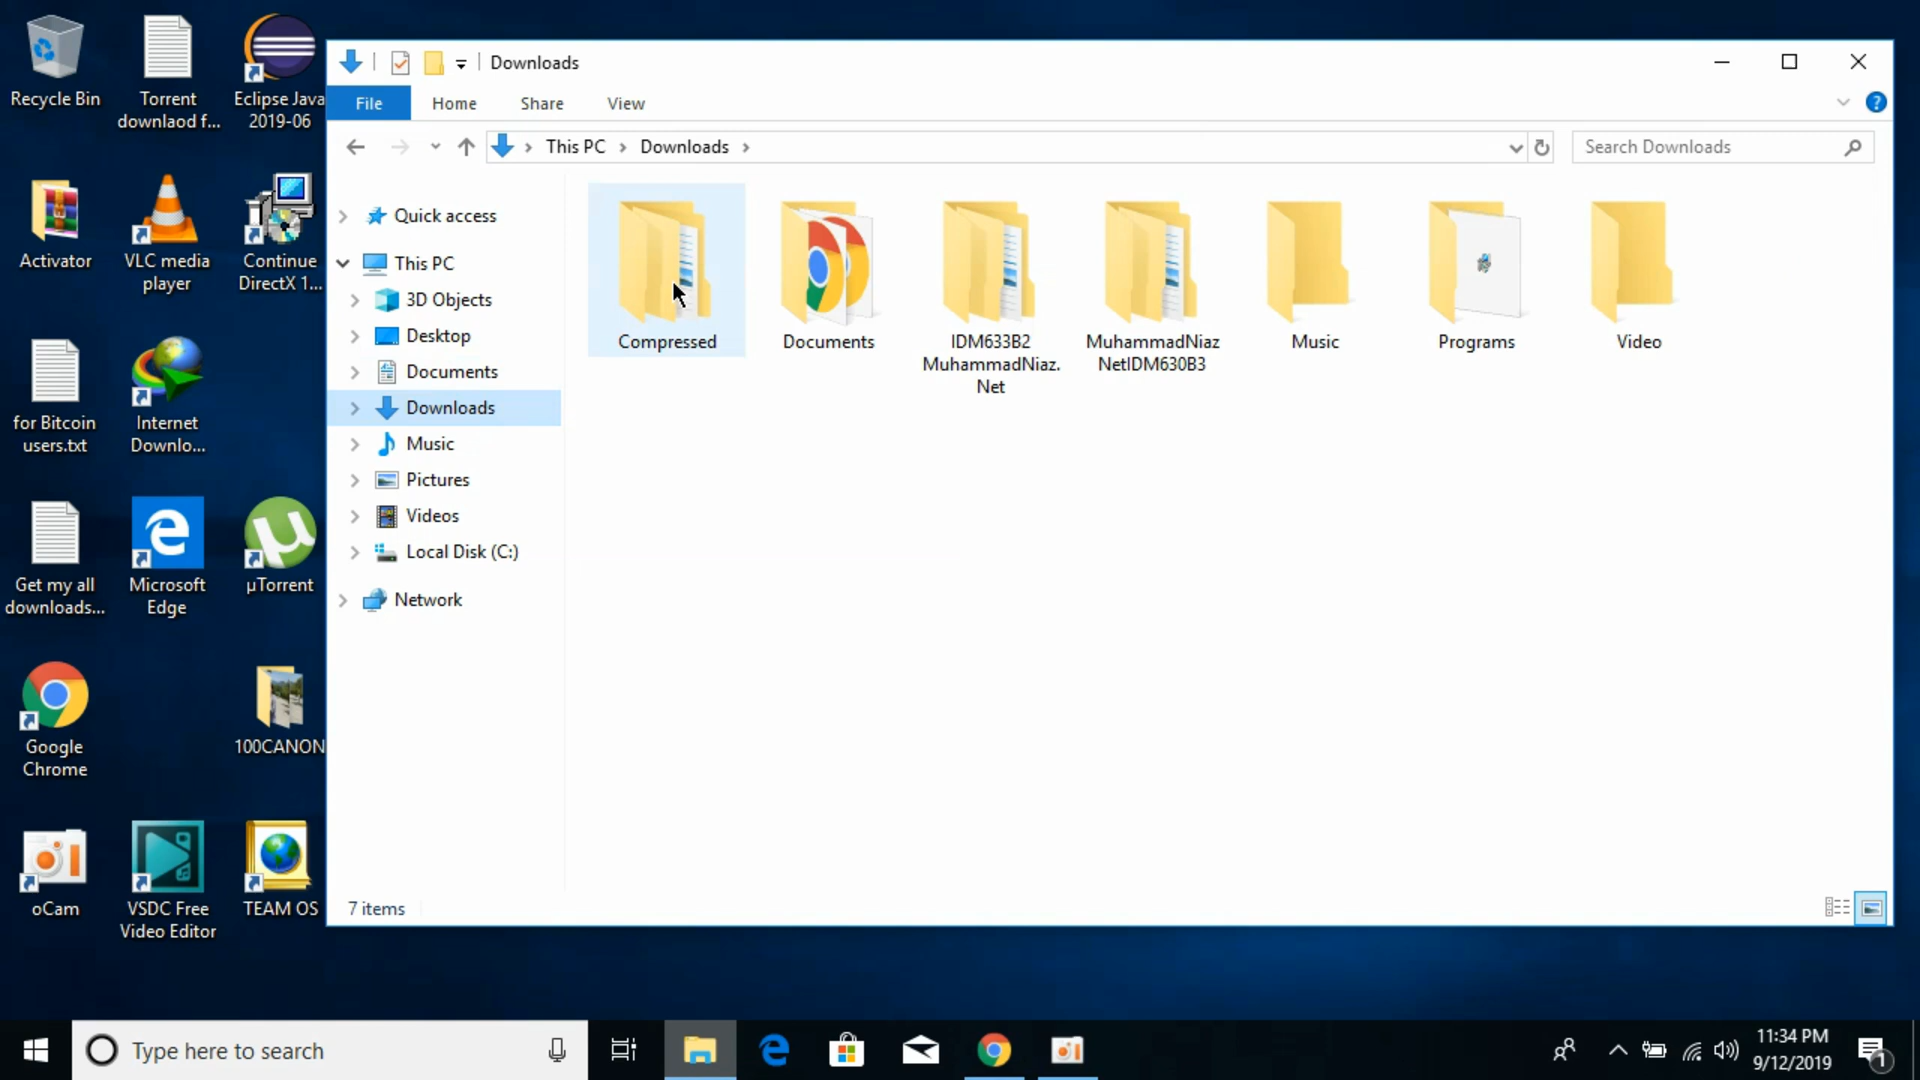 Recycle Bin
Torrent
downlaod f...
Eclipse Java
2019-06
Activator
VLC media
player
Continue
DirectX 1...
for Bitcoin
users.txt
Internet
Downlo...
Get my all
downloads...
Microsoft
Edge
µTorrent
Google
Chrome
100CANON
oCam
VSDC Free
Video Editor
TEAM OS
Downloads
File Home Share View
This PC Downloads
Search Downloads
Quick access
This PC
3D Objects
Desktop
Documents
Downloads
Music
Pictures
Videos
Local Disk (C:)
Network
Compressed
Documents
IDM633B2
MuhammadNiaz.
Net
MuhammadNiaz
NetIDM630B3
Music
Programs
Video
7 items
Type here to search
11:34 PM
9/12/2019
1